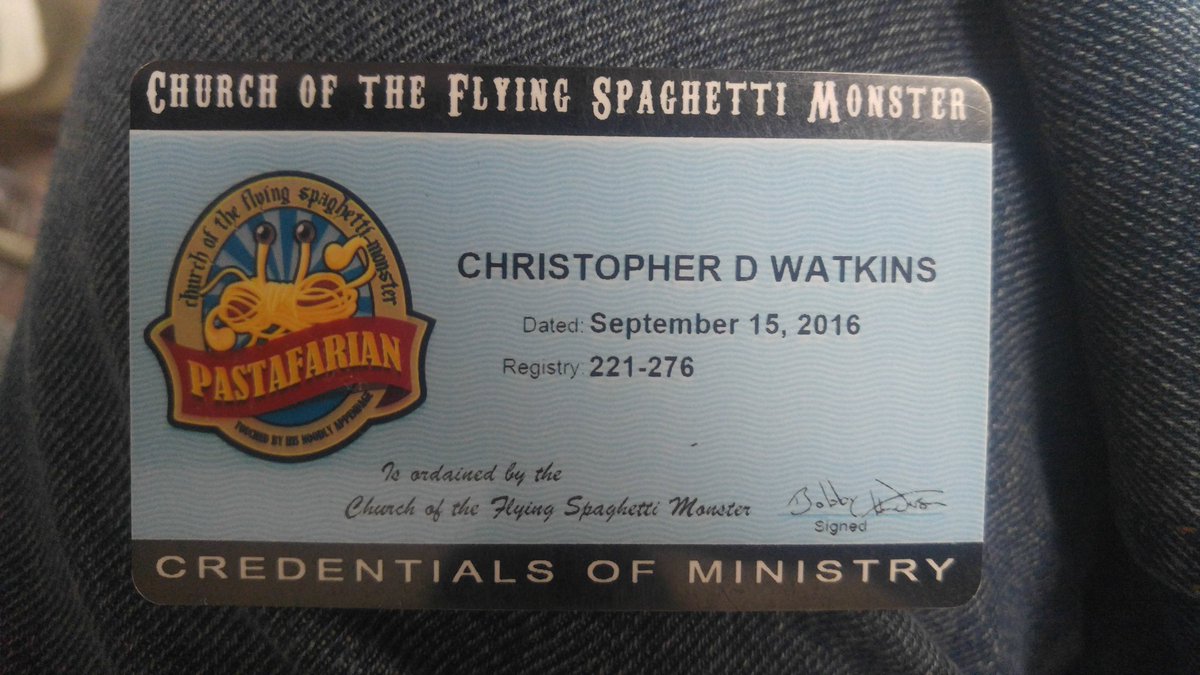 CHURCH OF THE FLYING SPAGHETTI MONSTER
church of the flying spaghetti monster
PASTAFARIAN
TOUCHED BY HIS NOODLY APPENDAGE
CHRISTOPHER D WATKINS
Dated: September 15, 2016
Registry: 221-276
Is ordained by the
Church of the Flying Spaghetti Monster
Bobby Henderson
Signed
CREDENTIALS OF MINISTRY